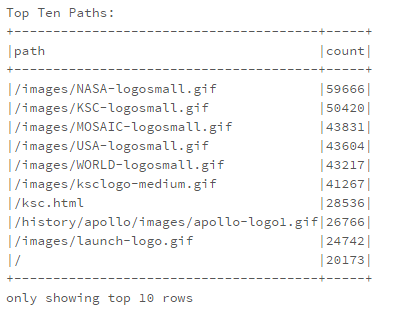 Top Ten Paths:
+----------------------------------------+-----+
|path                                    |count|
+----------------------------------------+-----+
|/images/NASA-logosmall.gif              |59666|
|/images/KSC-logosmall.gif               |50420|
|/images/MOSAIC-logosmall.gif            |43831|
|/images/USA-logosmall.gif               |43604|
|/images/WORLD-logosmall.gif             |43217|
|/images/ksclogo-medium.gif              |41267|
|/ksc.html                               |28536|
|/history/apollo/images/apollo-logo1.gif|26766|
|/images/launch-logo.gif                 |24742|
|/                                       |20173|
+----------------------------------------+-----+
only showing top 10 rows